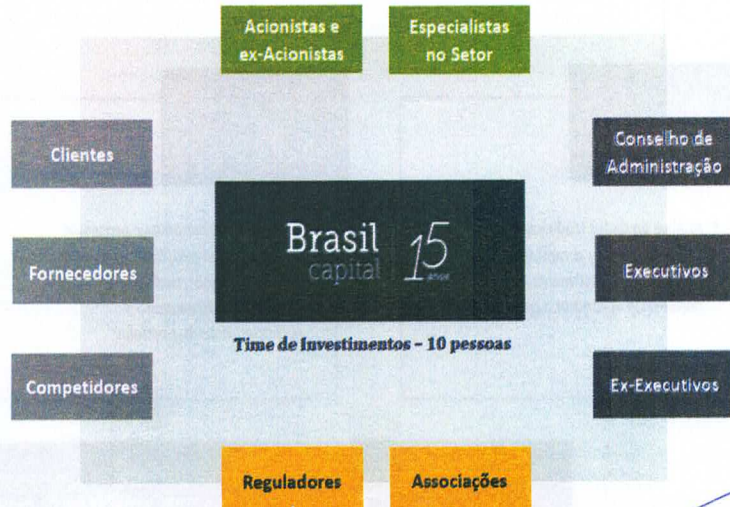 Acionistas e
ex-Acionistas
Especialistas
no Setor
Clientes
Conselho de
Administração
Brasil
capital
15
anos
Fornecedores
Executivos
Time de Investimentos – 10 pessoas
Competidores
Ex-Executivos
Reguladores
Associações